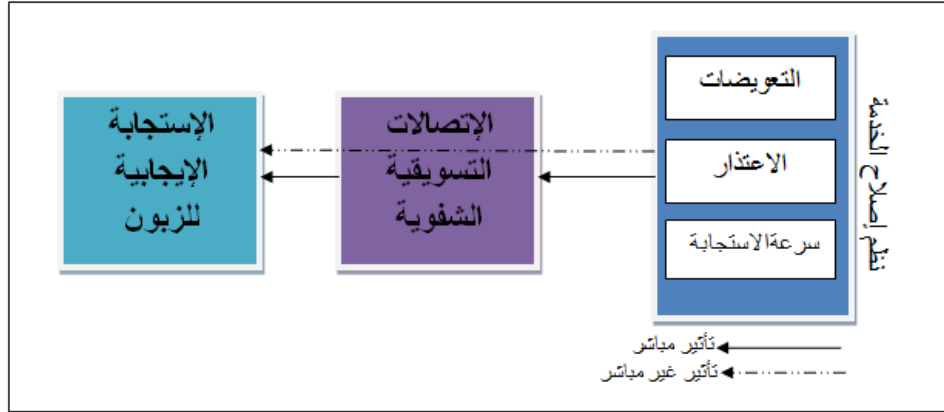 التعويضات
الاعتذار
سرعةالاستجابة
نظم إصلاح الخدمة
الإتصالات
التسويقية
الشفوية
الإستجابة
الإيجابية
للزبون
تأثير مباشر
تأثير غير مباشر